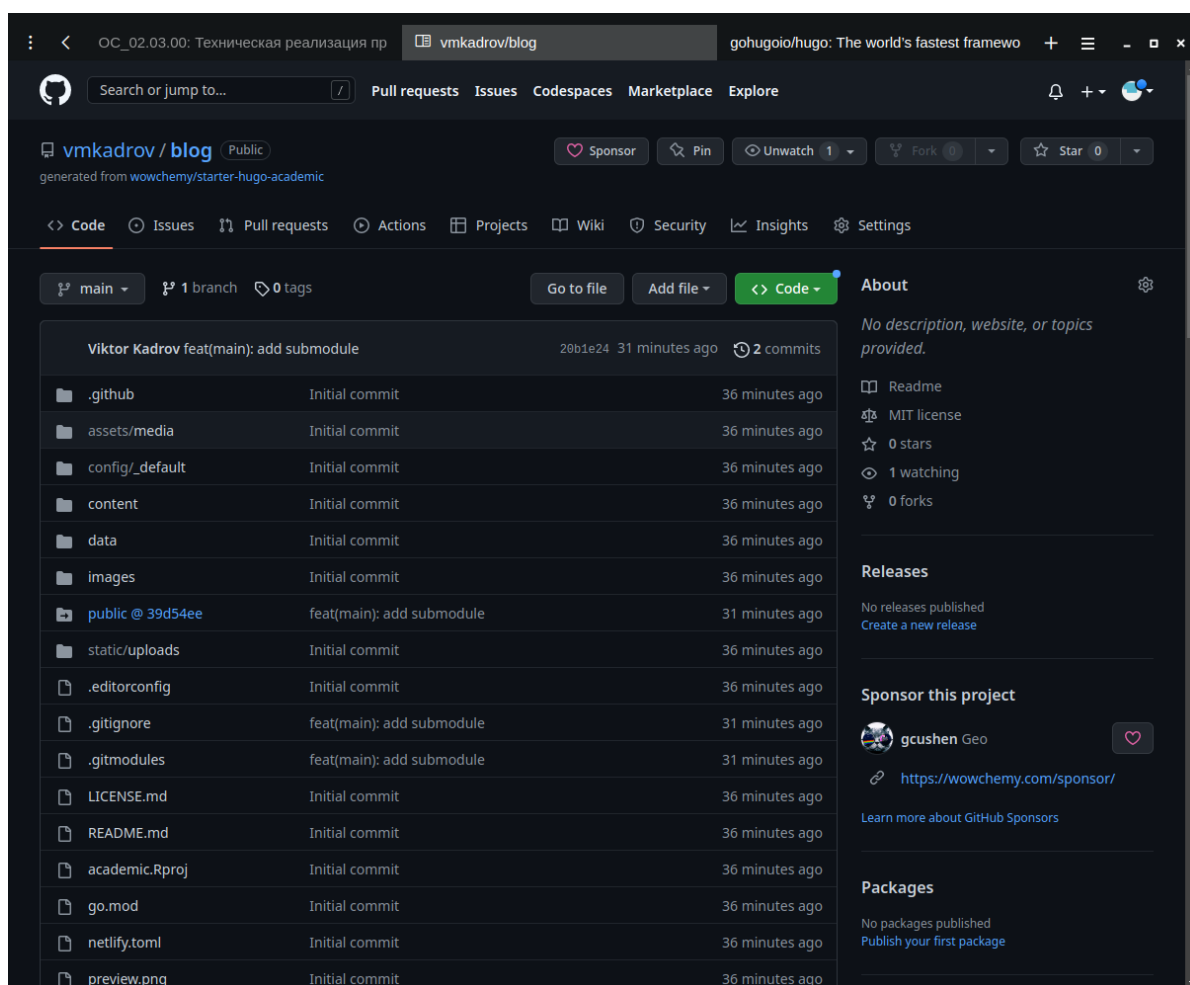 ОС_02.03.00: Техническая реализация пр vmkadrov/blog gohugoio/hugo: The world's fastest framewo
Search or jump to... / Pull requests Issues Codespaces Marketplace Explore
vmkadrov / blog Public Sponsor Pin Unwatch 1 Fork 0 Star 0
generated from wowchemy/starter-hugo-academic
Code Issues Pull requests Actions Projects Wiki Security Insights Settings
main 1 branch 0 tags Go to file Add file Code
Viktor Kadrov feat(main): add submodule 20b1e24 31 minutes ago 2 commits
.github Initial commit 36 minutes ago
assets/media Initial commit 36 minutes ago
config/_default Initial commit 36 minutes ago
content Initial commit 36 minutes ago
data Initial commit 36 minutes ago
images Initial commit 36 minutes ago
public @ 39d54ee feat(main): add submodule 31 minutes ago
static/uploads Initial commit 36 minutes ago
.editorconfig Initial commit 36 minutes ago
.gitignore feat(main): add submodule 31 minutes ago
.gitmodules feat(main): add submodule 31 minutes ago
LICENSE.md Initial commit 36 minutes ago
README.md Initial commit 36 minutes ago
academic.Rproj Initial commit 36 minutes ago
go.mod Initial commit 36 minutes ago
netlify.toml Initial commit 36 minutes ago
preview.png Initial commit 36 minutes ago
About
No description, website, or topics
provided.
Readme
MIT license
0 stars
1 watching
0 forks
Releases
No releases published
Create a new release
Sponsor this project
gcushen Geo
https://wowchemy.com/sponsor/
Learn more about GitHub Sponsors
Packages
No packages published
Publish your first package